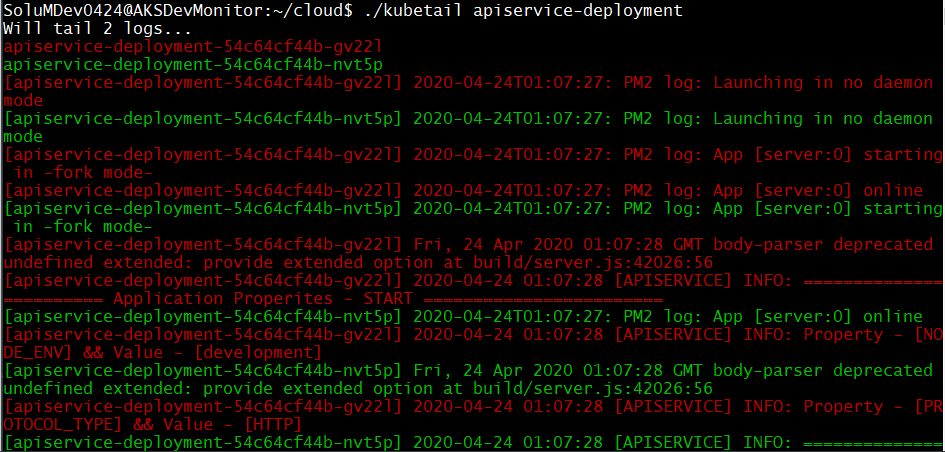 SoluMDev0424@AKSDevMonitor:~/cloud$ ./kubetail apiservice-deployment
Will tail 2 logs...
apiservice-deployment-54c64cf44b-gv22l
apiservice-deployment-54c64cf44b-nvt5p
[apiservice-deployment-54c64cf44b-gv22l] 2020-04-24T01:07:27: PM2 log: Launching in no daemon
mode
[apiservice-deployment-54c64cf44b-nvt5p] 2020-04-24T01:07:27: PM2 log: Launching in no daemon
mode
[apiservice-deployment-54c64cf44b-gv22l] 2020-04-24T01:07:27: PM2 log: App [server:0] starting
in -fork mode-
[apiservice-deployment-54c64cf44b-gv22l] 2020-04-24T01:07:27: PM2 log: App [server:0] online
[apiservice-deployment-54c64cf44b-nvt5p] 2020-04-24T01:07:27: PM2 log: App [server:0] starting
in -fork mode-
[apiservice-deployment-54c64cf44b-gv22l] Fri, 24 Apr 2020 01:07:28 GMT body-parser deprecated
undefined extended: provide extended option at build/server.js:42026:56
[apiservice-deployment-54c64cf44b-gv22l] 2020-04-24 01:07:28 [APISERVICE] INFO: ==============
========== Application Properites - START ========================
[apiservice-deployment-54c64cf44b-nvt5p] 2020-04-24T01:07:27: PM2 log: App [server:0] online
[apiservice-deployment-54c64cf44b-gv22l] 2020-04-24 01:07:28 [APISERVICE] INFO: Property - [NO
DE_ENV] && Value - [development]
[apiservice-deployment-54c64cf44b-nvt5p] Fri, 24 Apr 2020 01:07:28 GMT body-parser deprecated
undefined extended: provide extended option at build/server.js:42026:56
[apiservice-deployment-54c64cf44b-gv22l] 2020-04-24 01:07:28 [APISERVICE] INFO: Property - [PR
OTOCOL_TYPE] && Value - [HTTP]
[apiservice-deployment-54c64cf44b-nvt5p] 2020-04-24 01:07:28 [APISERVICE] INFO: ==============